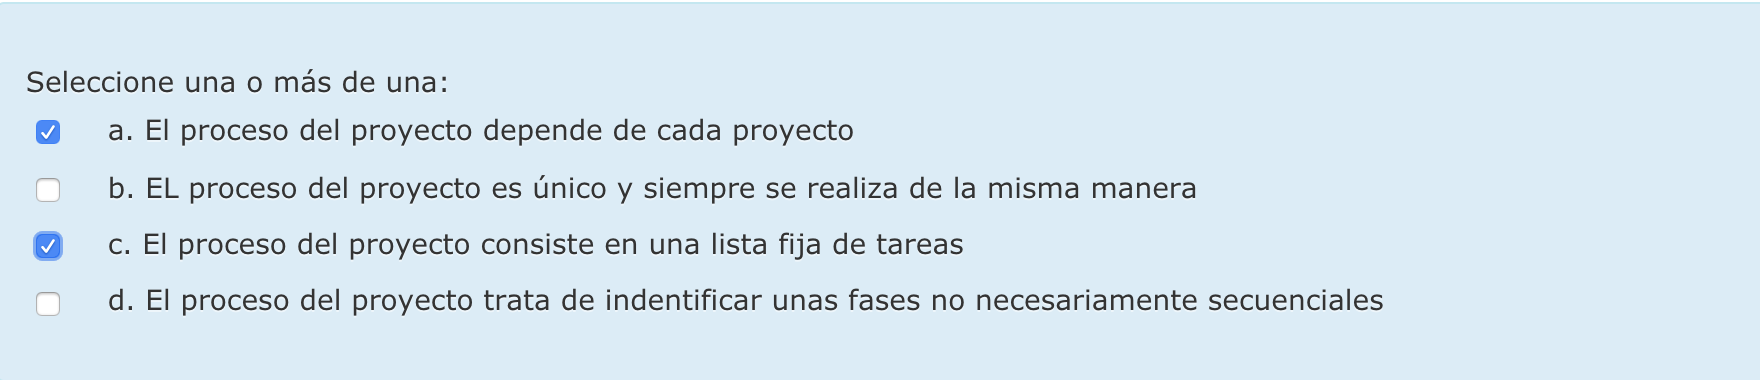 Seleccione una o más de una:
a. El proceso del proyecto depende de cada proyecto
b. EL proceso del proyecto es único y siempre se realiza de la misma manera
c. El proceso del proyecto consiste en una lista fija de tareas
d. El proceso del proyecto trata de indentificar unas fases no necesariamente secuenciales